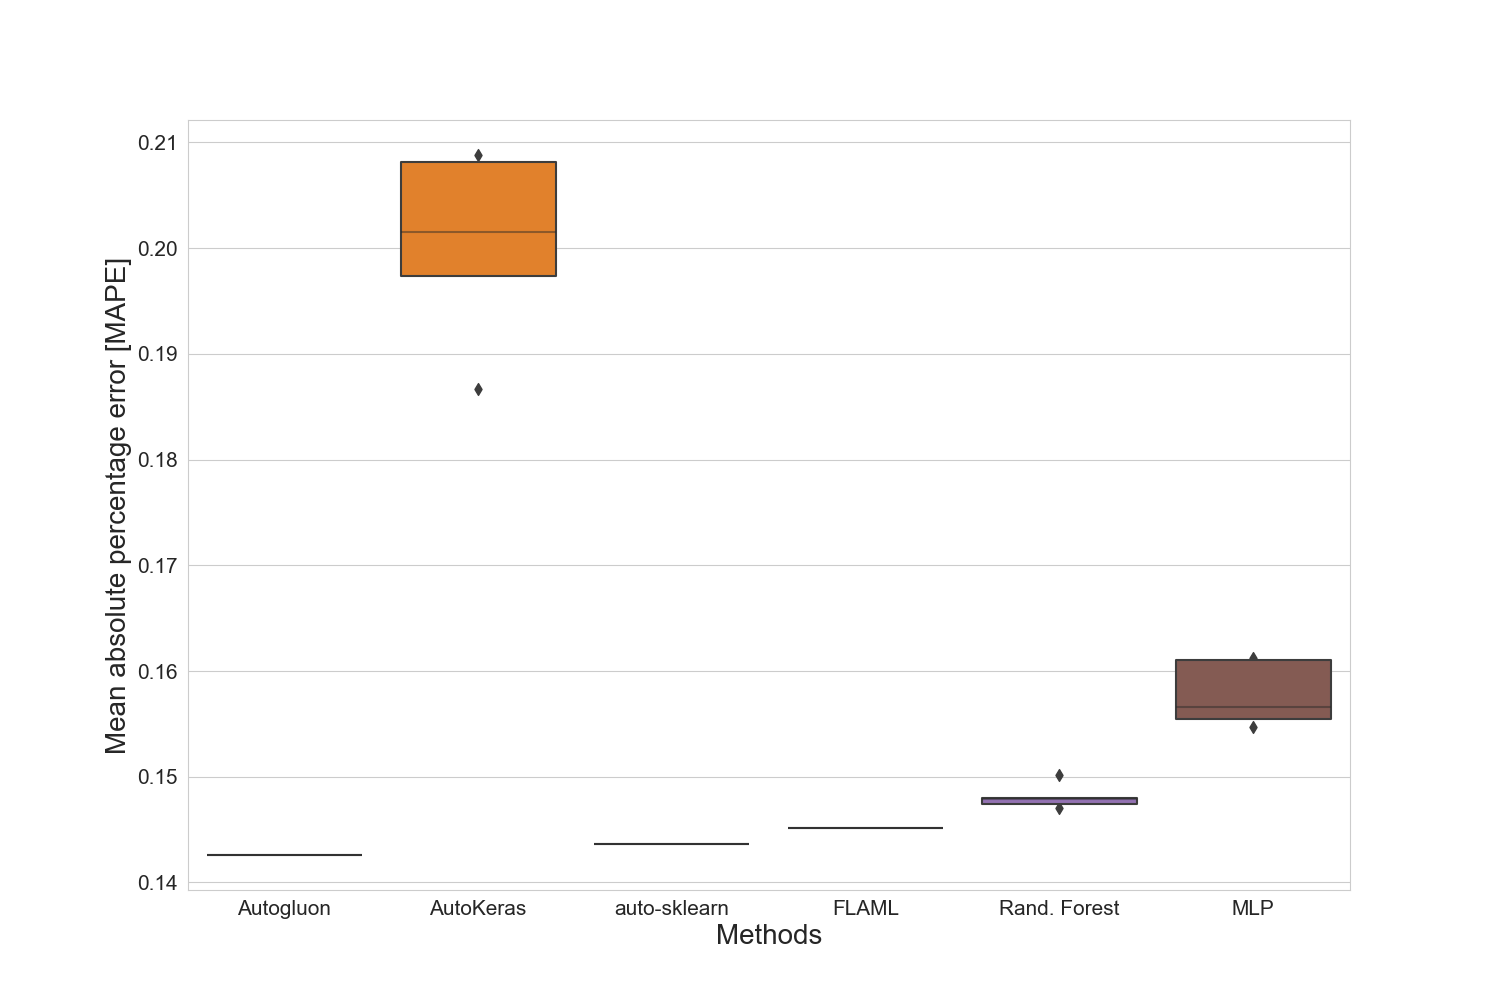 Mean absolute percentage error [MAPE]
0.21
0.20
0.19
0.18
0.17
0.16
0.15
0.14
Autogluon
AutoKeras
auto-sklearn
FLAML
Rand. Forest
MLP
Methods